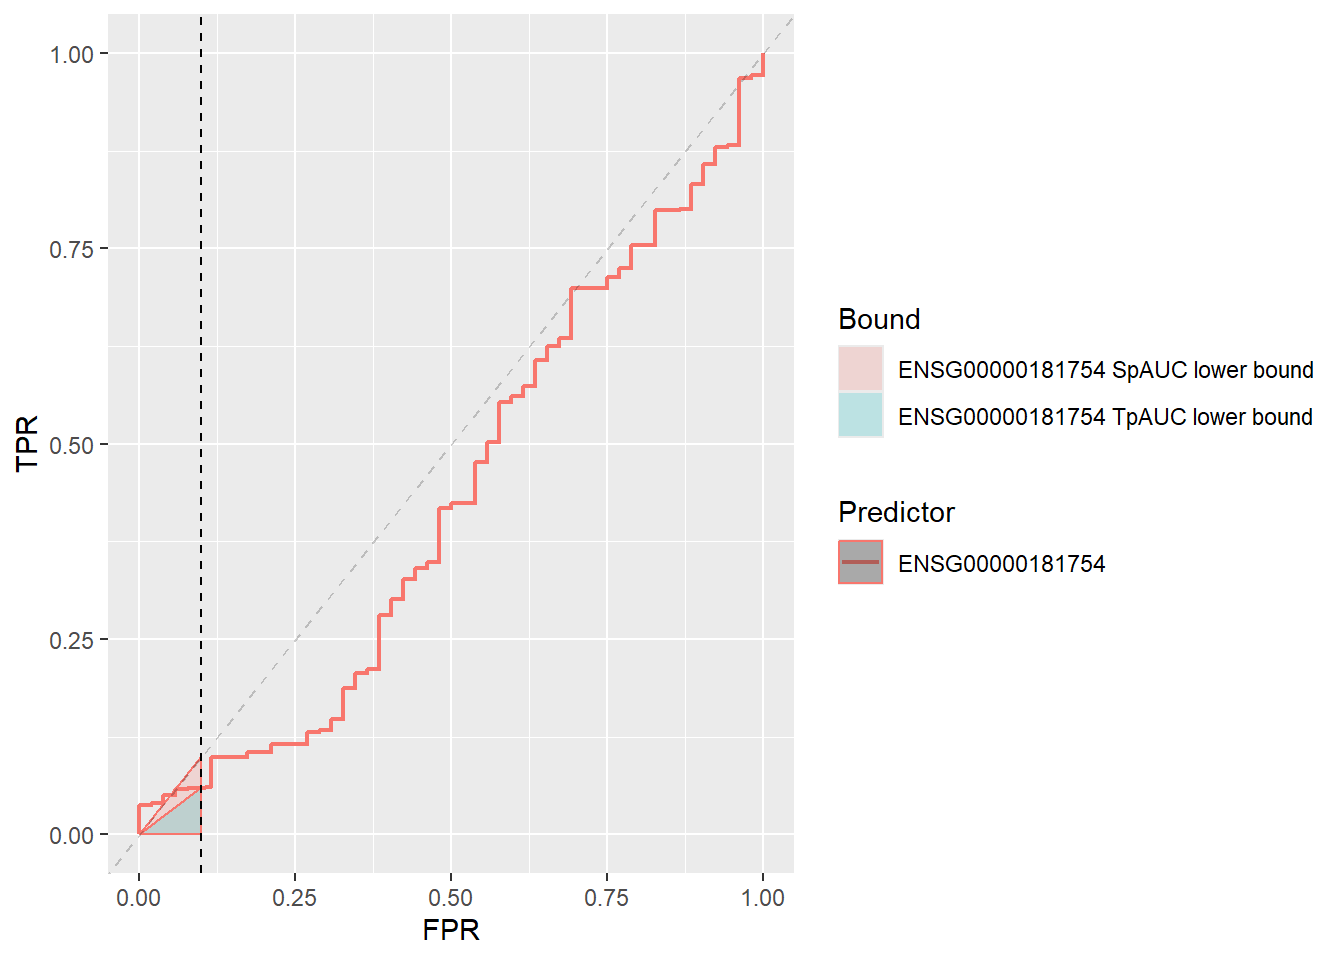 1.00
0.75
0.50
0.25
0.00
TPR
0.00
0.25
0.50
0.75
1.00
FPR
Bound
ENSG00000181754 SpAUC lower bound
ENSG00000181754 TpAUC lower bound
Predictor
ENSG00000181754